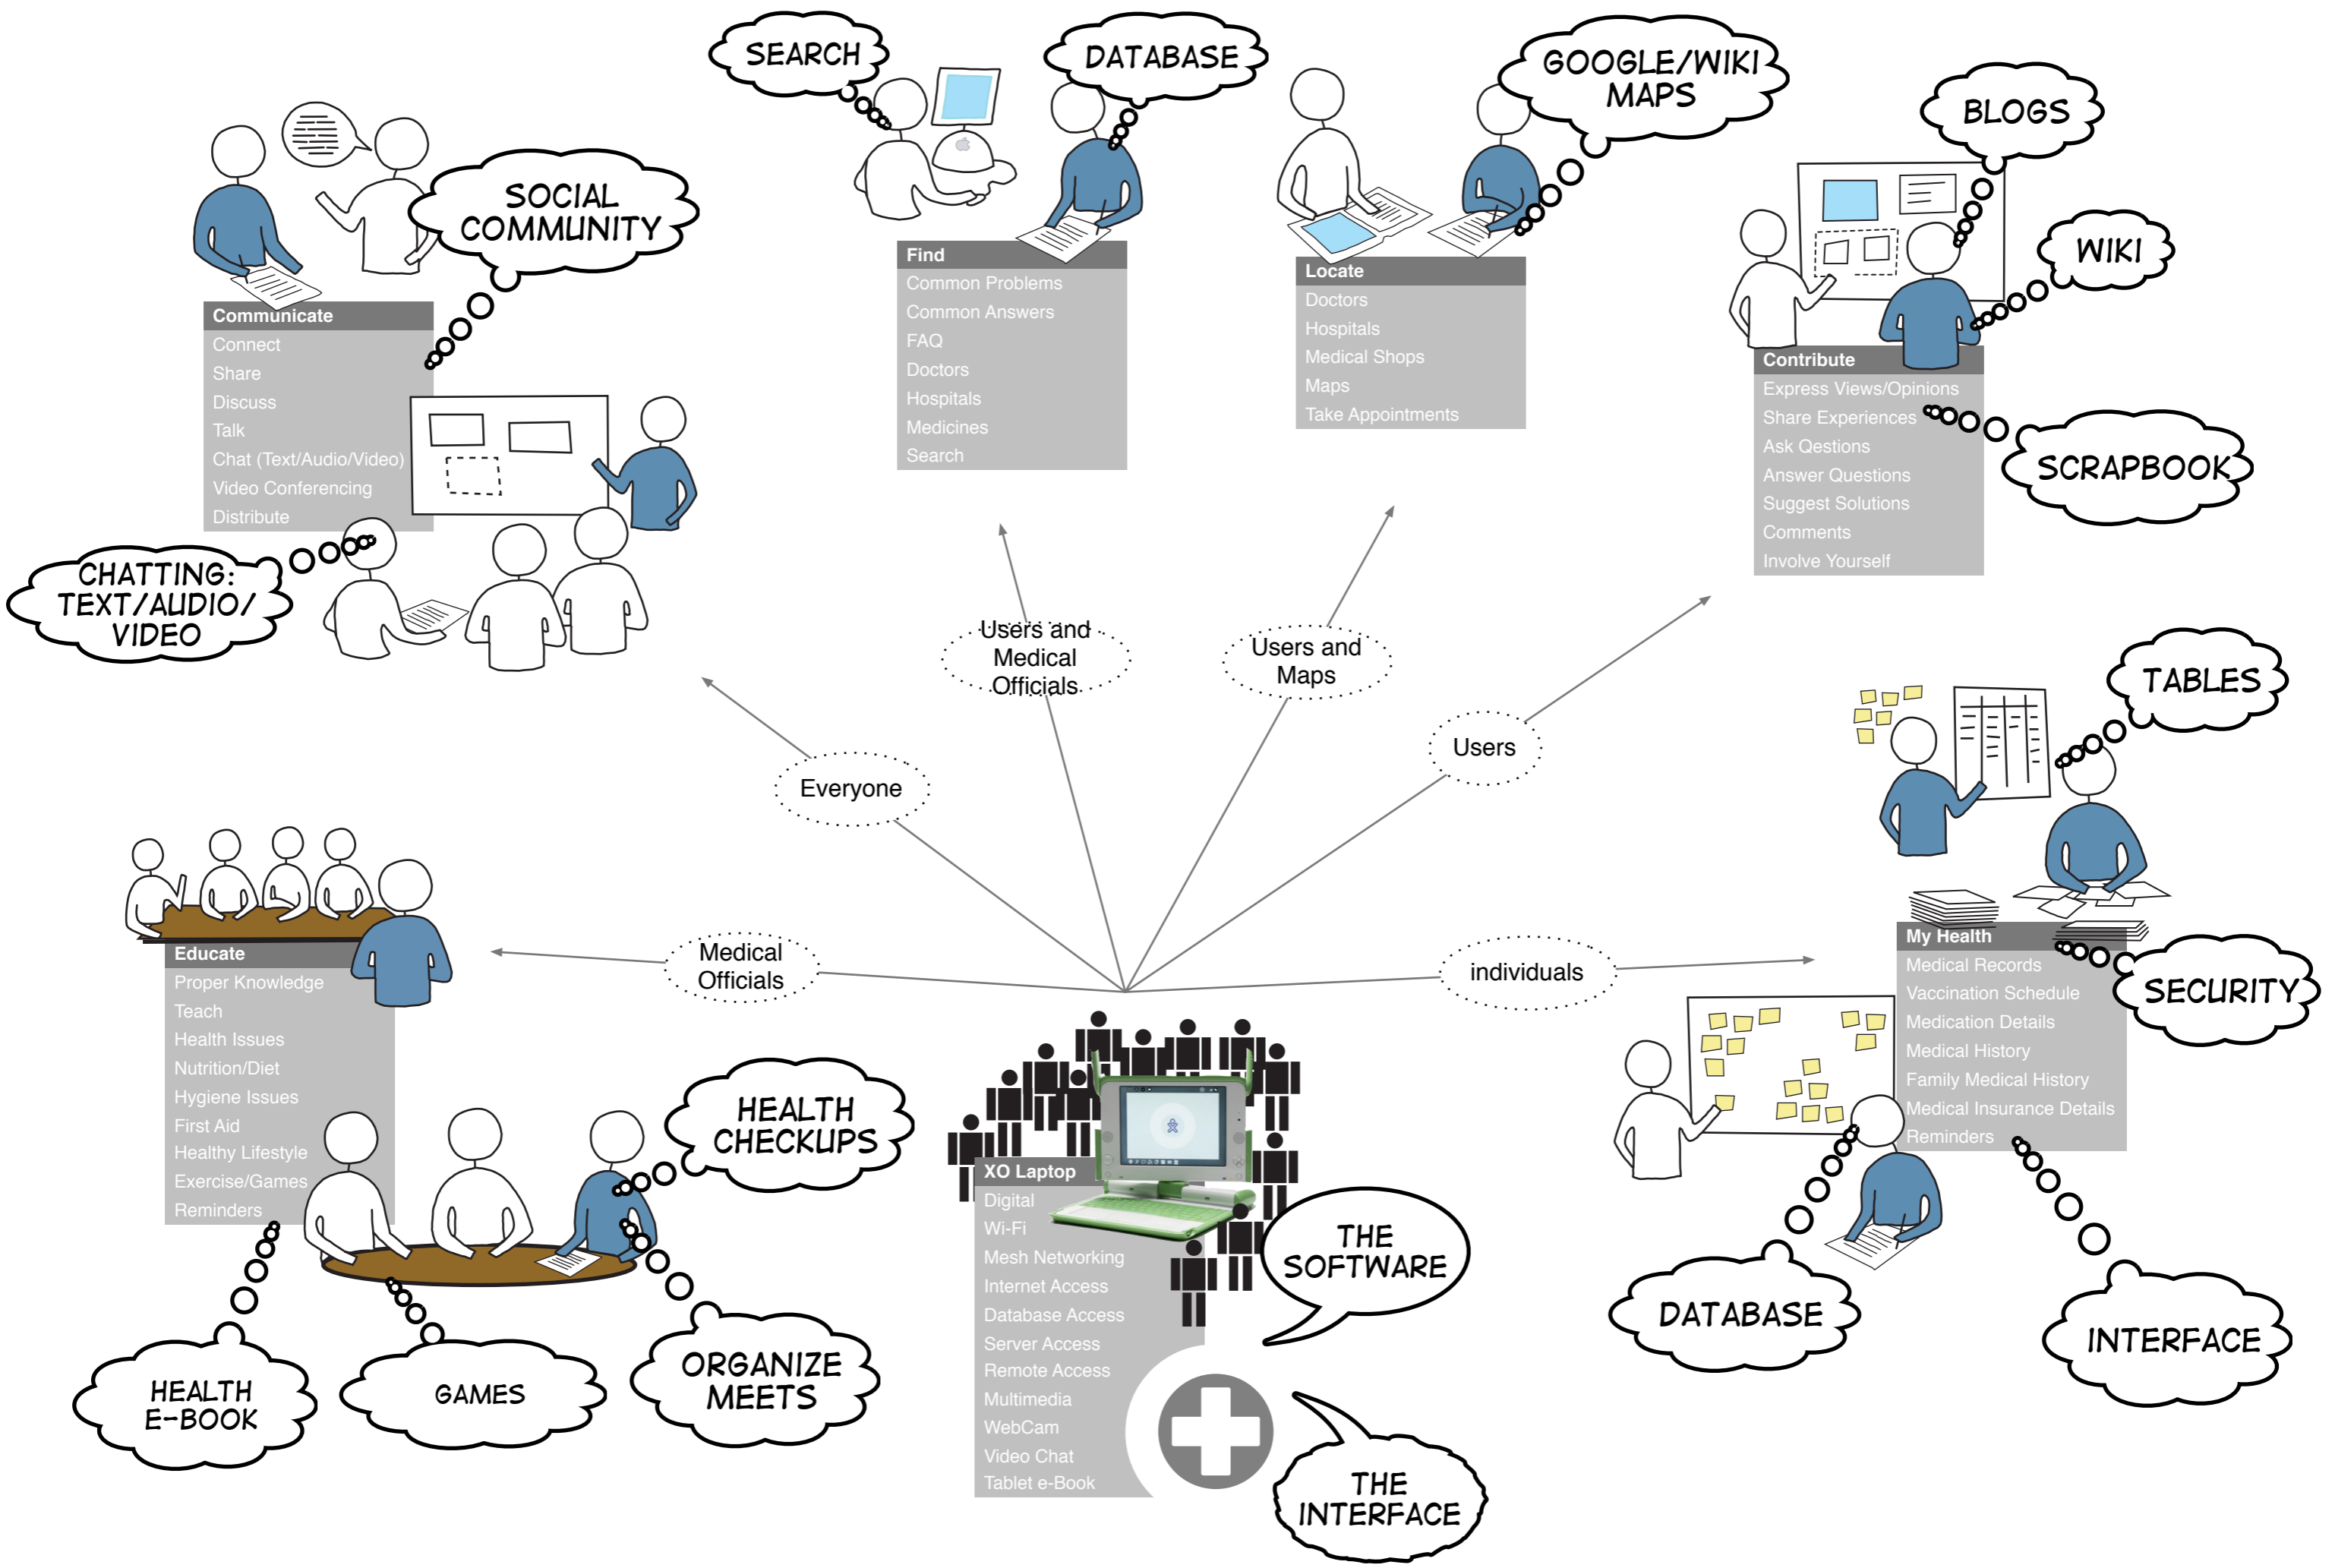 SEARCH
DATABASE
GOOGLE/WIKI
MAPS
BLOGS
SOCIAL
COMMUNITY
WIKI
SCRAPBOOK
Communicate
Connect
Share
Discuss
Talk
Chat (Text/Audio/Video)
Video Conferencing
Distribute
CHATTING:
TEXT/AUDIO/
VIDEO
Find
Common Problems
Common Answers
FAQ
Doctors
Hospitals
Medicines
Search
Locate
Doctors
Hospitals
Medical Shops
Maps
Take Appointments
Contribute
Express Views/Opinions
Share Experiences
Ask Qestions
Answer Questions
Suggest Solutions
Comments
Involve Yourself
Users and
Medical
Officials
Users and
Maps
Users
Everyone
Medical
Officials
individuals
TABLES
SECURITY
Educate
Proper Knowledge
Teach
Health Issues
Nutrition/Diet
Hygiene Issues
First Aid
Healthy Lifestyle
Exercise/Games
Reminders
HEALTH
CHECKUPS
HEALTH
E-BOOK
GAMES
ORGANIZE
MEETS
XO Laptop
Digital
Wi-Fi
Mesh Networking
Internet Access
Database Access
Server Access
Remote Access
Multimedia
WebCam
Video Chat
Tablet e-Book
THE
SOFTWARE
THE
INTERFACE
My Health
Medical Records
Vaccination Schedule
Medication Details
Medical History
Family Medical History
Medical Insurance Details
Reminders
DATABASE
INTERFACE